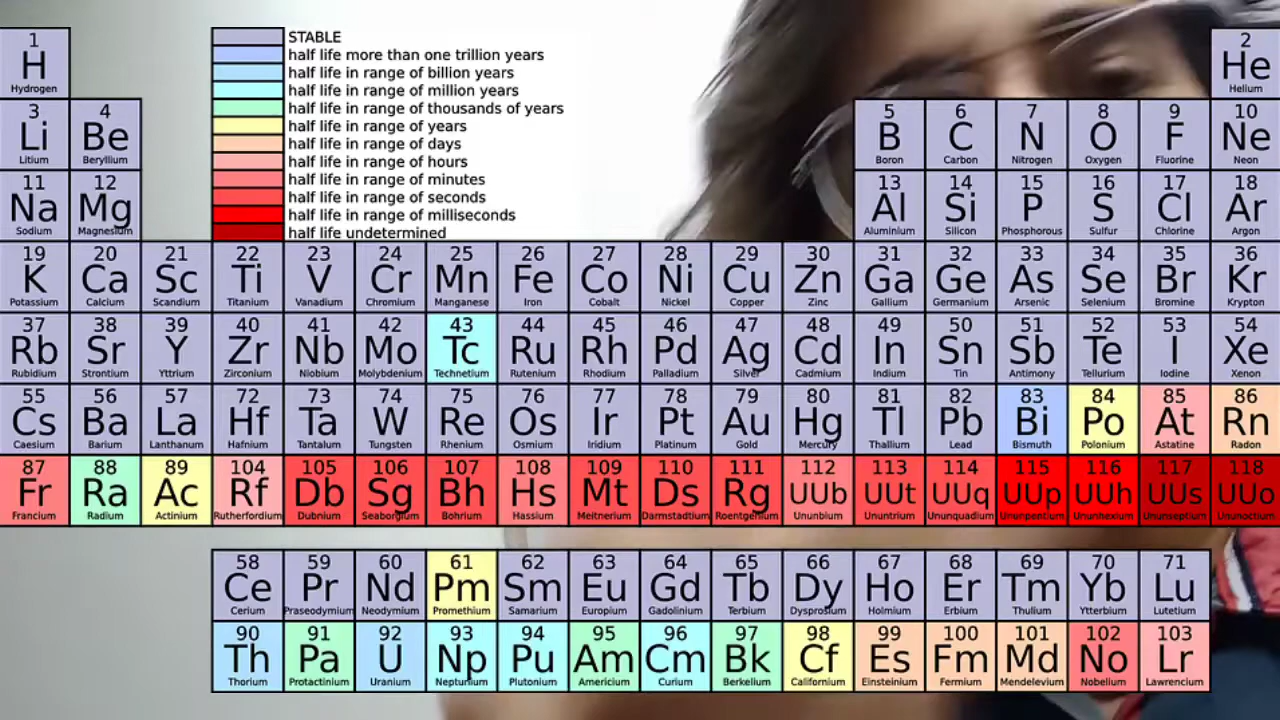 1 2
H STABLE He
Hydrogen half life more than one trillion years Helium
half life in range of billion years
half life in range of million years
3 4 half life in range of thousands of years 5 6 7 8 9 10
Li Be half life in range of years B C N O F Ne
Litium Beryllium half life in range of days Boron Carbon Nitrogen Oxygen Fluorine Neon
half life in range of hours
11 12 half life in range of minutes 13 14 15 16 17 18
Na Mg half life in range of seconds Al Si P S Cl Ar
Sodium Magnesium half life in range of milliseconds Aluminium Silicon Phosphorous Sulfur Chlorine Argon
half life undetermined
19 20 21 22 23 24 25 26 27 28 29 30 31 32 33 34 35 36
K Ca Sc Ti V Cr Mn Fe Co Ni Cu Zn Ga Ge As Se Br Kr
Potassium Calcium Scandium Titanium Vanadium Chromium Manganese Iron Cobalt Nickel Copper Zinc Gallium Germanium Arsenic Selenium Bromine Krypton
37 38 39 40 41 42 43 44 45 46 47 48 49 50 51 52 53 54
Rb Sr Y Zr Nb Mo Tc Ru Rh Pd Ag Cd In Sn Sb Te I Xe
Rubidium Strontium Yttrium Zirconium Niobium Molybdenium Technetium Rutenium Rhodium Palladium Silver Cadmium Indium Tin Antimony Tellurium Iodine Xenon
55 56 57 72 73 74 75 76 77 78 79 80 81 82 83 84 85 86
Cs Ba La Hf Ta W Re Os Ir Pt Au Hg Tl Pb Bi Po At Rn
Caesium Barium Lanthanum Hafnium Tantalum Tungsten Rhenium Osmium Iridium Platinum Gold Mercury Thallium Lead Bismuth Polonium Astatine Radon
87 88 89 104 105 106 107 108 109 110 111 112 113 114 115 116 117 118
Fr Ra Ac Rf Db Sg Bh Hs Mt Ds Rg UUb UUt UUq UUp UUh UUs UUo
Francium Radium Actinium Rutherfordium Dubnium Seaborgium Bohrium Hassium Meitnerium Darmstadtium Roentgenium Ununbium Ununtrium Ununquadium Ununpentium Ununhexium Ununseptium Ununoctium
58 59 60 61 62 63 64 65 66 67 68 69 70 71
Ce Pr Nd Pm Sm Eu Gd Tb Dy Ho Er Tm Yb Lu
Cerium Praseodymium Neodymium Promethium Samarium Europium Gadolinium Terbium Dysprosium Holmium Erbium Thulium Ytterbium Lutetium
90 91 92 93 94 95 96 97 98 99 100 101 102 103
Th Pa U Np Pu Am Cm Bk Cf Es Fm Md No Lr
Thorium Protactinium Uranium Neptunium Plutonium Americium Curium Berkelium Californium Einsteinium Fermium Mendelevium Nobelium Lawrencium